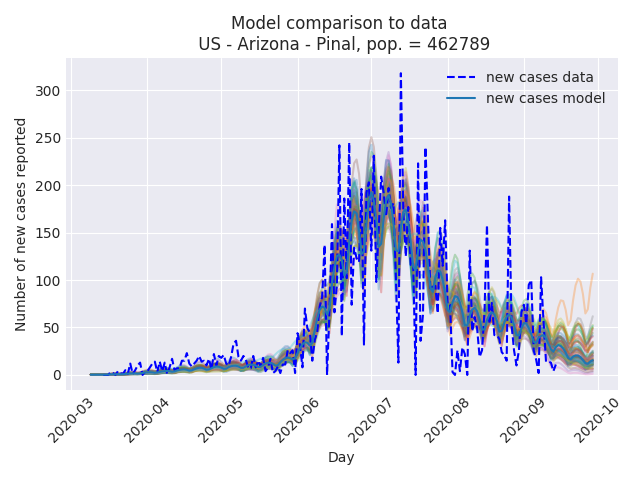 Model comparison to data
US - Arizona - Pinal, pop. = 462789
new cases data
new cases model
Number of new cases reported
300
250
200
150
100
50
0
2020-03
2020-04
2020-05
2020-06
2020-07
2020-08
2020-09
2020-10
Day